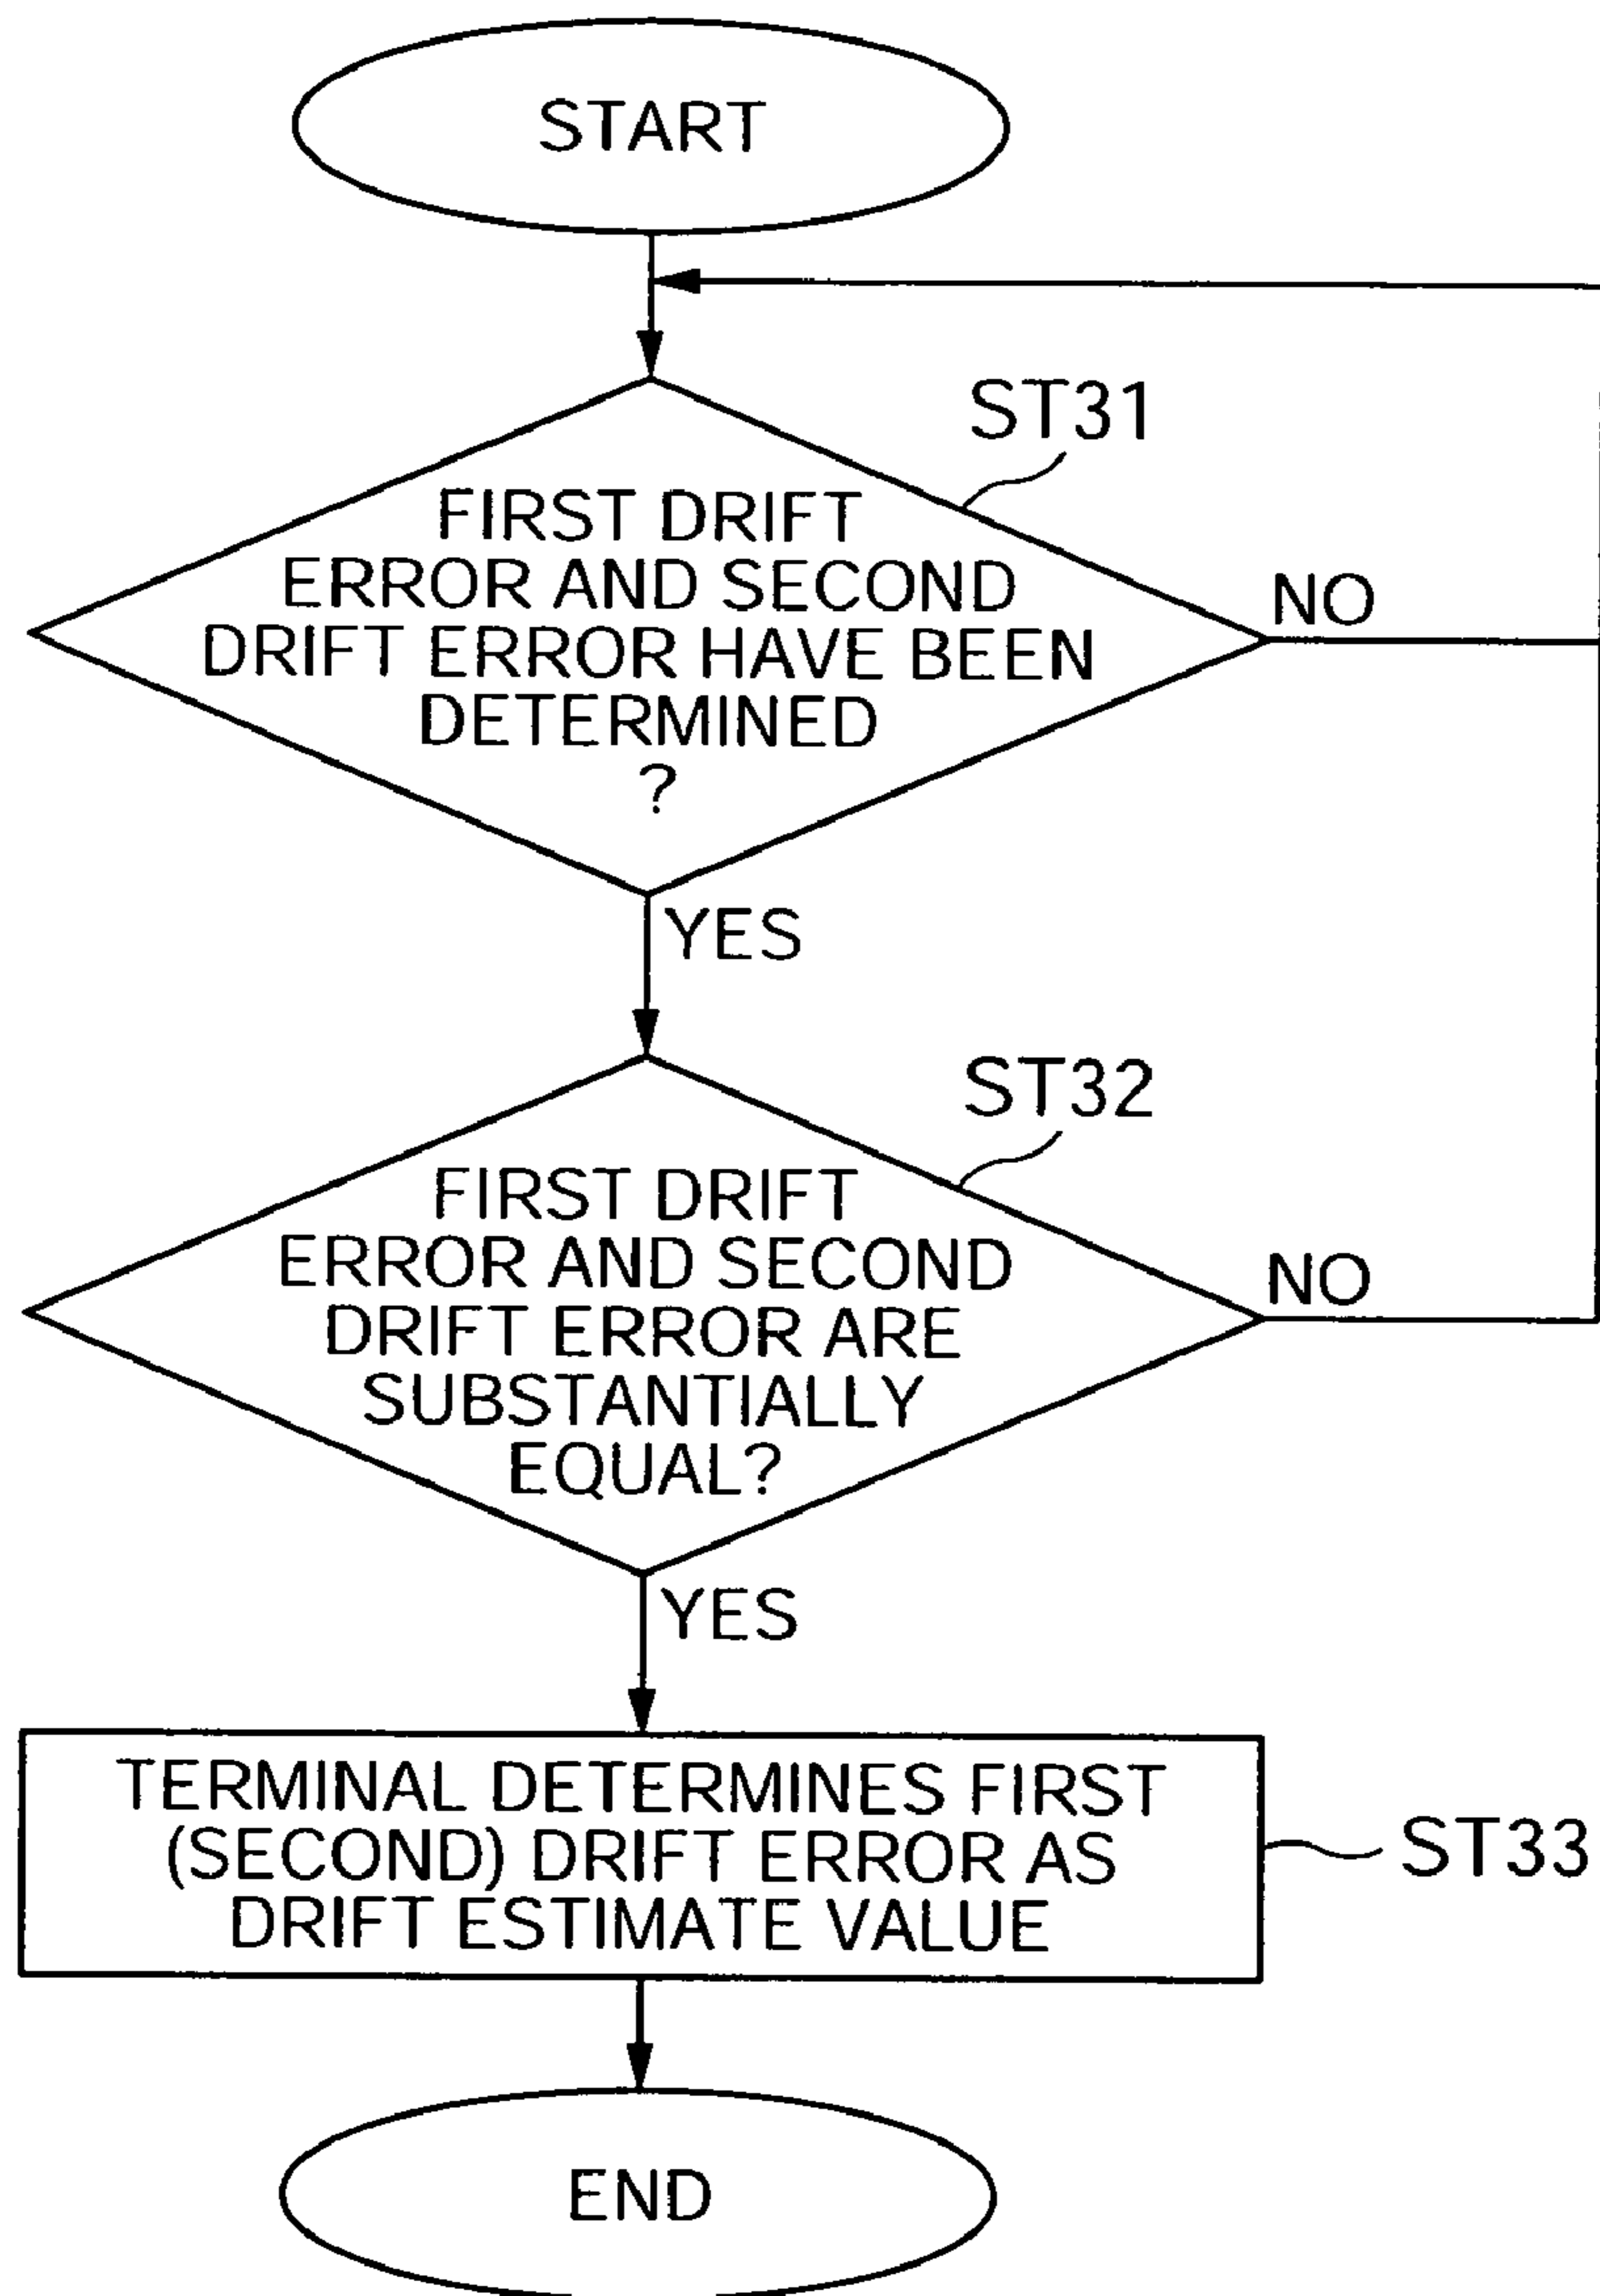 START
ST31
FIRST DRIFT
ERROR AND SECOND
DRIFT ERROR HAVE BEEN
DETERMINED
?
NO
YES
ST32
FIRST DRIFT
ERROR AND SECOND
DRIFT ERROR ARE
SUBSTANTIALLY
EQUAL?
NO
YES
TERMINAL DETERMINES FIRST
(SECOND) DRIFT ERROR AS
DRIFT ESTIMATE VALUE
ST33
END